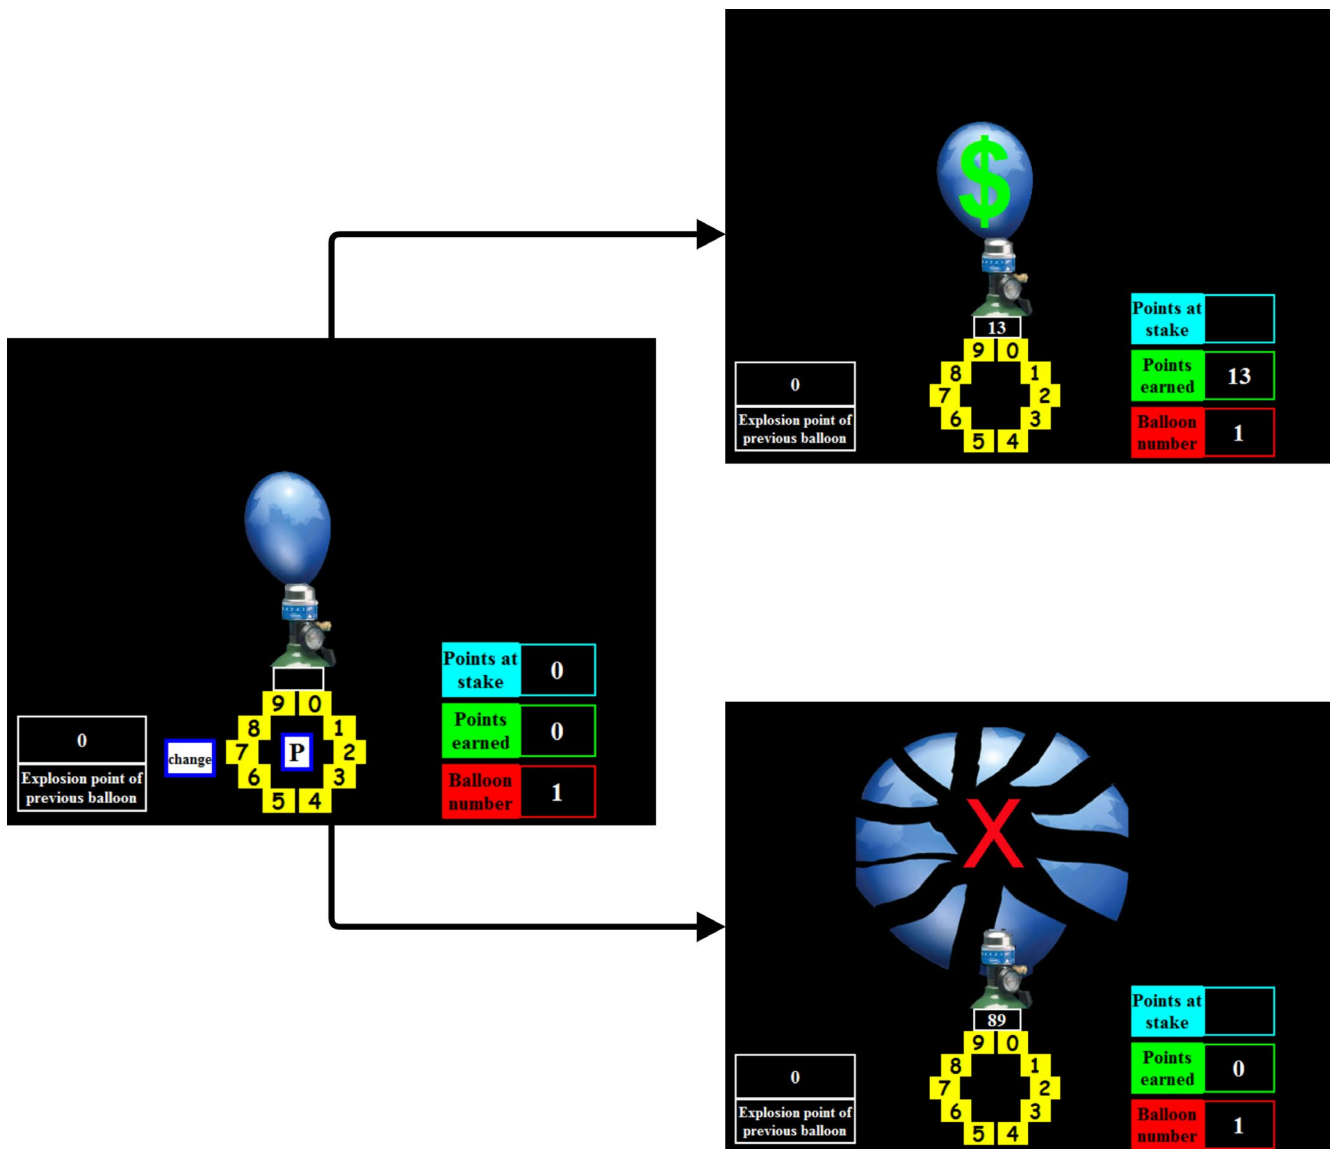 Points at
stake
0
9 0
8 1
7 P 2
6 3
5 4
change
0
Explosion point of
previous balloon
Points
earned
0
Balloon
number
1
$
13
9 0
8 1
7 2
6 3
5 4
0
Explosion point of
previous balloon
Points at
stake
Points
earned
13
Balloon
number
1
X
89
9 0
8 1
7 2
6 3
5 4
0
Explosion point of
previous balloon
Points at
stake
Points
earned
0
Balloon
number
1